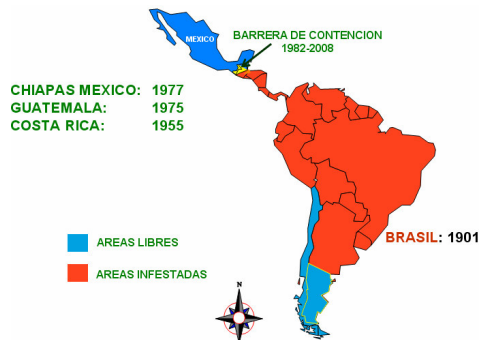 MEXICO
BARRERA DE CONTENCION
1982-2008
CHIAPAS MEXICO: 1977
GUATEMALA: 1975
COSTA RICA: 1955
BRASIL: 1901
AREAS LIBRES
AREAS INFESTADAS
N